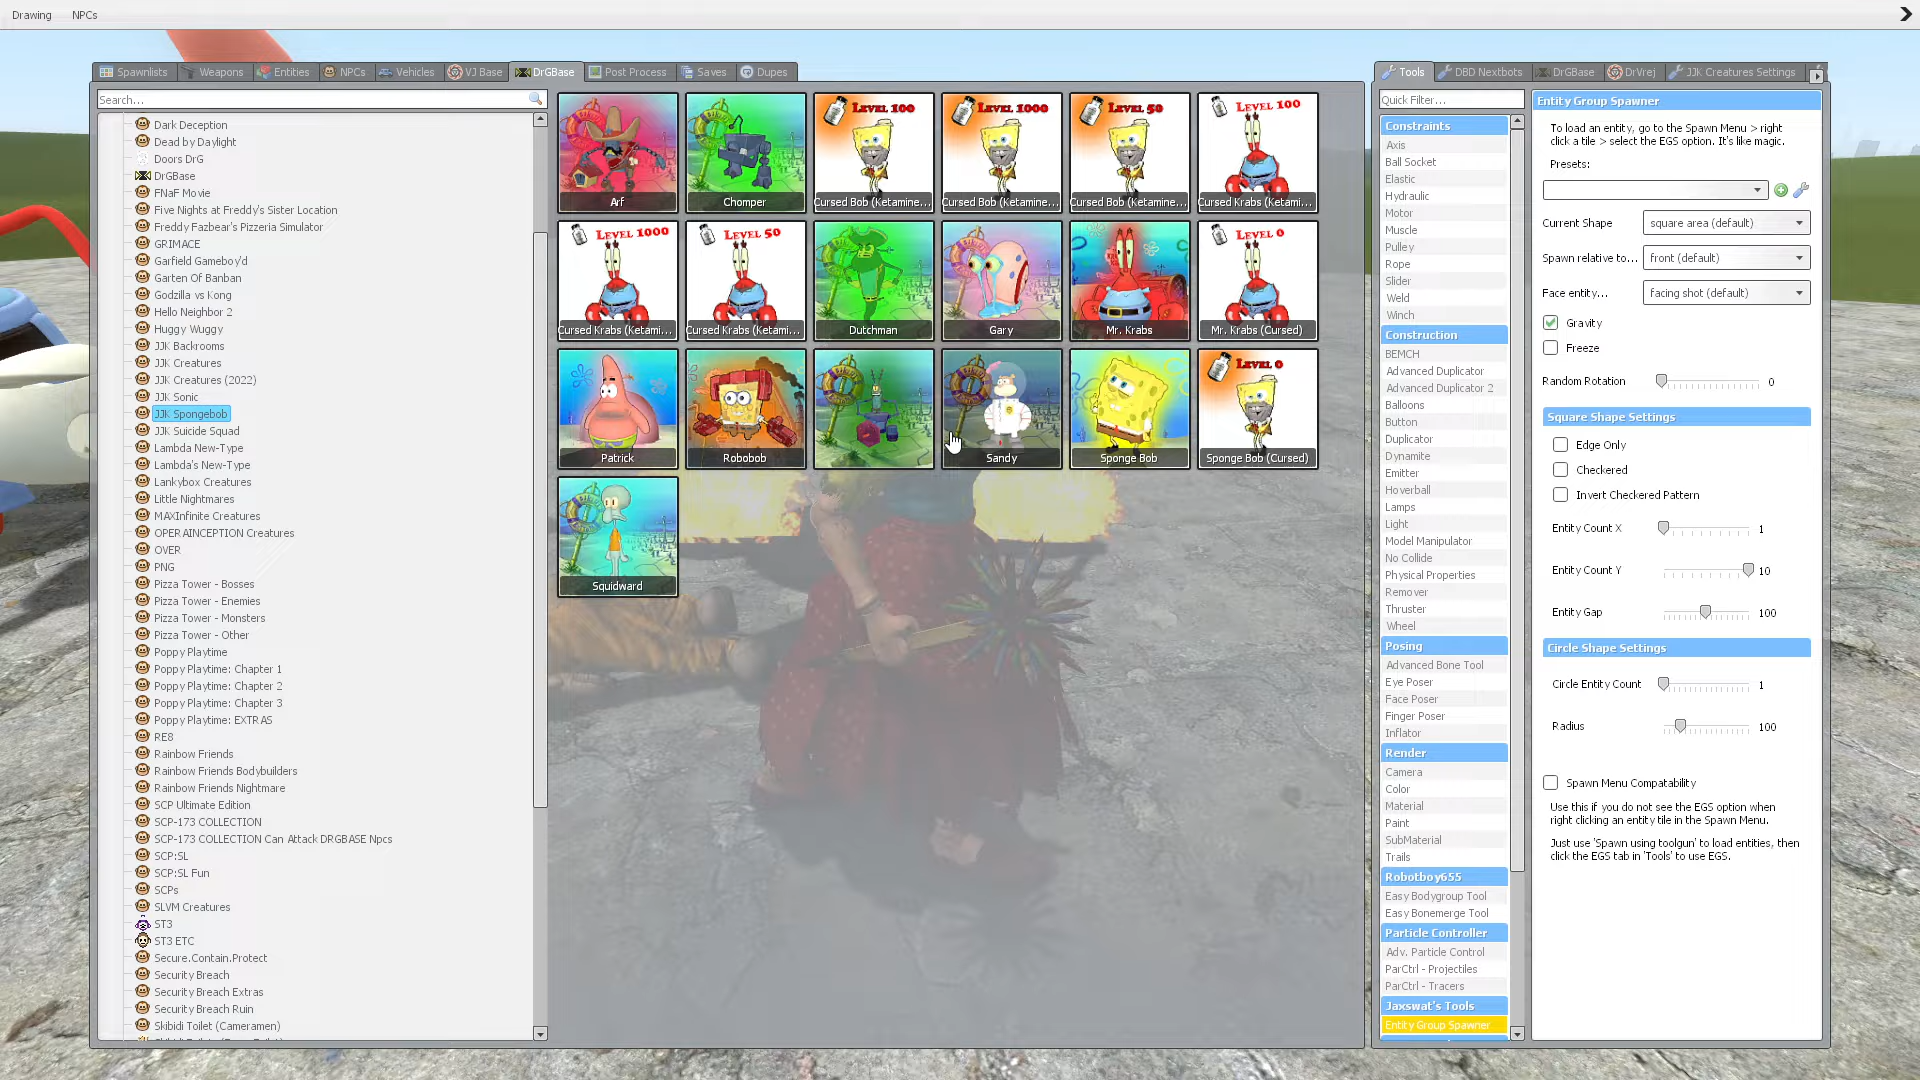 Drawing NPCs
Spawnlists Weapons Entities NPCs Vehicles VJ Base DrGBase Post Process Saves Dupes
Search...
Dark Deception
Dead by Daylight
Doors DrG
DrGBase
FNaF Movie
Five Nights at Freddy's Sister Location
Freddy Fazbear's Pizzeria Simulator
GRIMACE
Garfield Gameboy'd
Garten Of Banban
Godzilla vs Kong
Hello Neighbor 2
Huggy Wuggy
JJK Backrooms
JJK Creatures
JJK Creatures (2022)
JJK Sonic
JJK Spongebob
JJK Suicide Squad
Lambda New-Type
Lambda's New-Type
Lankybox Creatures
Little Nightmares
MAXInfinite Creatures
OPERAINCEPTION Creatures
OVER
PNG
Pizza Tower - Bosses
Pizza Tower - Enemies
Pizza Tower - Monsters
Pizza Tower - Other
Poppy Playtime
Poppy Playtime: Chapter 1
Poppy Playtime: Chapter 2
Poppy Playtime: Chapter 3
Poppy Playtime: EXTRAS
RE8
Rainbow Friends
Rainbow Friends Bodybuilders
Rainbow Friends Nightmare
SCP Ultimate Edition
SCP-173 COLLECTION
SCP-173 COLLECTION Can Attack DRGBASE Npcs
SCP:SL
SCP:SL Fun
SCPs
SLVM Creatures
ST3
ST3 ETC
Secure.Contain.Protect
Security Breach
Security Breach Extras
Security Breach Ruin
Skibidi Toilet (Cameramen)
LEVEL 100 LEVEL 1000 LEVEL 50 LEVEL 100
Arf Chomper Cursed Bob (Ketamine... Cursed Bob (Ketamine... Cursed Bob (Ketamine... Cursed Krabs (Ketami...
LEVEL 1000 LEVEL 50 LEVEL 0
Cursed Krabs (Ketami... Cursed Krabs (Ketami... Dutchman Gary Mr. Krabs Mr. Krabs (Cursed)
LEVEL 0
Patrick Robobob Sandy Sponge Bob Sponge Bob (Cursed)
Squidward
Tools DBD Nextbots DrGBase DrVrej JJK Creatures Settings
Quick Filter...
Constraints
Axis
Ball Socket
Elastic
Hydraulic
Motor
Muscle
Pulley
Rope
Slider
Weld
Winch
Construction
BEMCH
Advanced Duplicator
Advanced Duplicator 2
Balloons
Button
Duplicator
Dynamite
Emitter
Hoverball
Lamps
Light
Model Manipulator
No Collide
Physical Properties
Remover
Thruster
Wheel
Posing
Advanced Bone Tool
Eye Poser
Face Poser
Finger Poser
Inflator
Render
Camera
Color
Material
Paint
SubMaterial
Trails
Robotboy655
Easy Bodygroup Tool
Easy Bonemerge Tool
Particle Controller
Adv. Particle Control
ParCtrl - Projectiles
ParCtrl - Tracers
Jaxswat's Tools
Entity Group Spawner
Entity Group Spawner
To load an entity, go to the Spawn Menu > right
click a tile > select the EGS option. It's like magic.
Presets:
Current Shape square area (default)
Spawn relative to... front (default)
Face entity... facing shot (default)
Gravity
Freeze
Random Rotation 0
Square Shape Settings
Edge Only
Checkered
Invert Checkered Pattern
Entity Count X 1
Entity Count Y 10
Entity Gap 100
Circle Shape Settings
Circle Entity Count 1
Radius 100
Spawn Menu Compatability
Use this if you do not see the EGS option when
right clicking an entity tile in the Spawn Menu.
Just use 'Spawn using toolgun' to load entities, then
click the EGS tab in 'Tools' to use EGS.